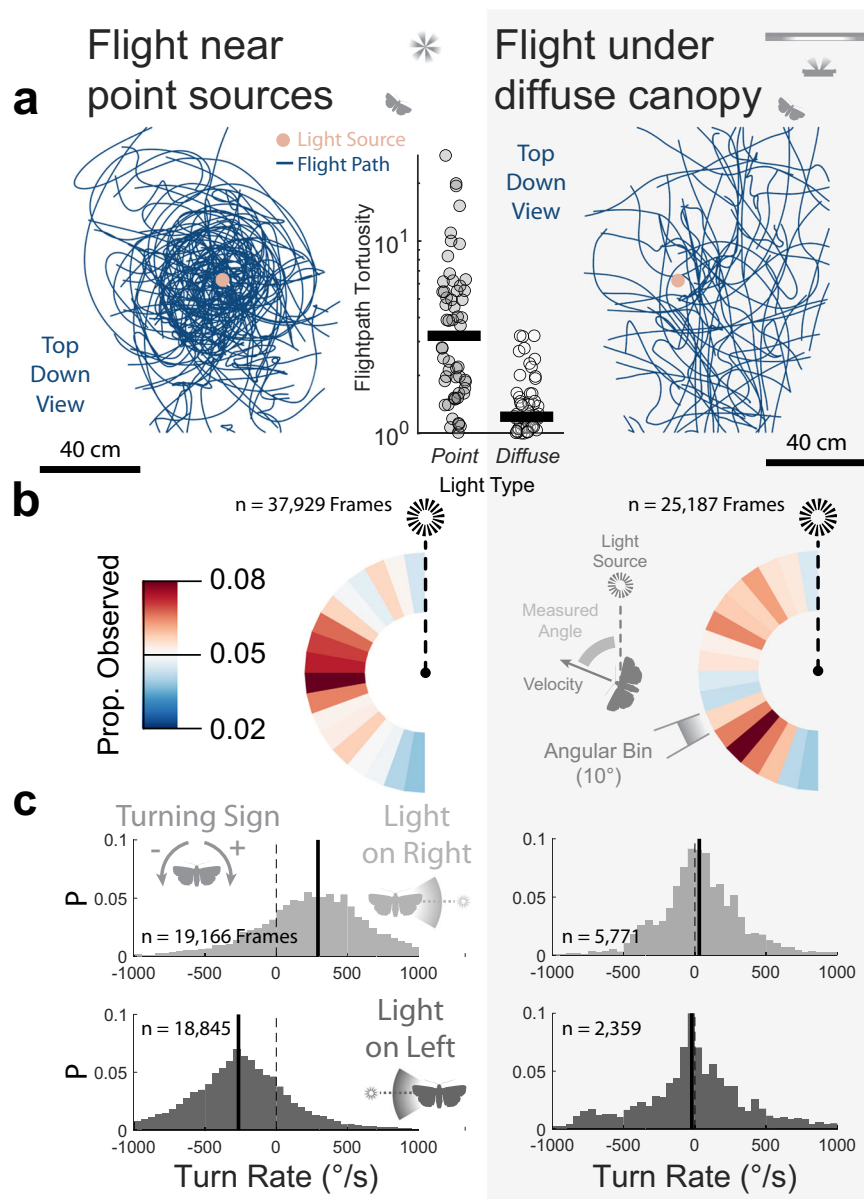 Flight near
point sources
Flight under
diffuse canopy
a
Light Source
Flight Path
Top
Down
View
Flightpath Tortuosity
10¹
10⁰
Point
Diffuse
Light Type
40 cm
Top
Down
View
40 cm
b
n = 37,929 Frames
Prop. Observed
0.08
0.05
0.02
n = 25,187 Frames
Light
Source
Measured
Angle
Velocity
Angular Bin
(10°)
c
Turning Sign
- +
Light
on Right
P
0.1
0.05
0
n = 19,166 Frames
-1000 -500 0 500 1000
0.1
0.05
0
n = 5,771
-1000 -500 0 500 1000
Light
on Left
P
0.1
0.05
0
n = 18,845
-1000 -500 0 500 1000
Turn Rate (°/s)
0.1
0.05
0
n = 2,359
-1000 -500 0 500 1000
Turn Rate (°/s)